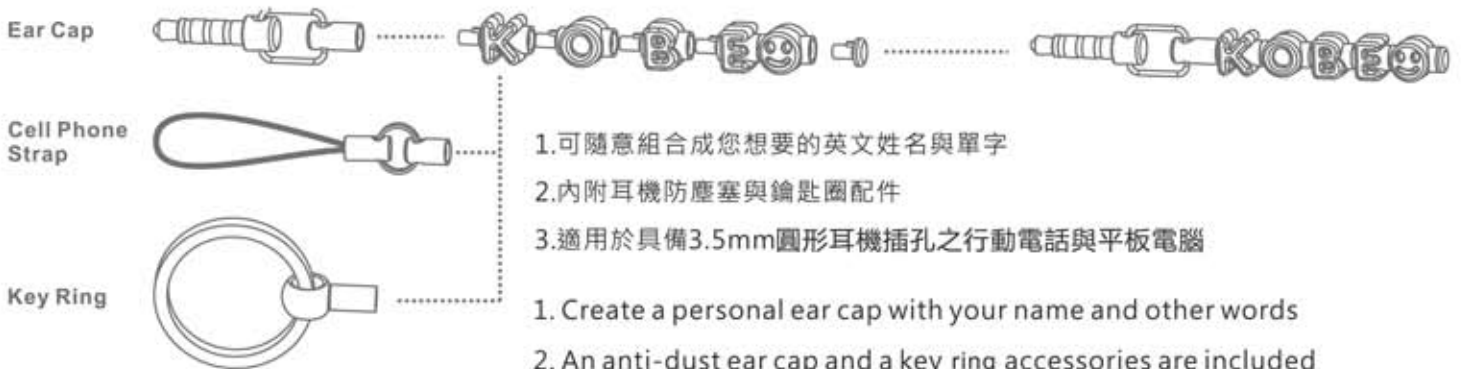 Ear Cap
KOBE
KOBE
Cell Phone
Strap
1.可隨意組合成您想要的英文姓名與單字
2.內附耳機防塵塞與鑰匙圈配件
3.適用於具備3.5mm圓形耳機插孔之行動電話與平板電腦
Key Ring
1. Create a personal ear cap with your name and other words
2. An anti-dust ear cap and a key ring accessories are included